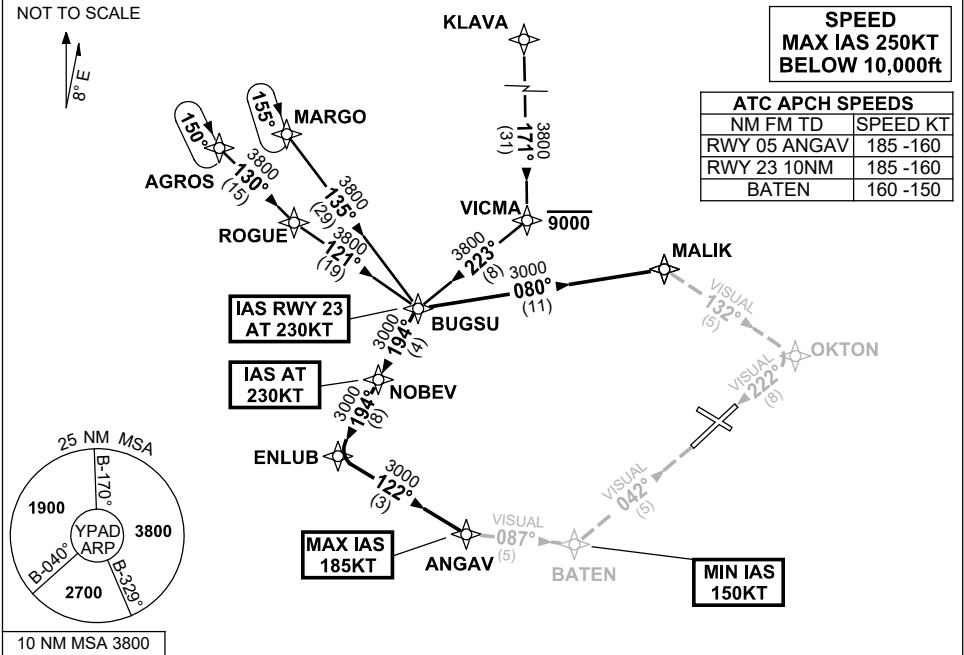 NOT TO SCALE
8° E
KLAVA
SPEED
MAX IAS 250KT
BELOW 10,000ft
ATC APCH SPEEDS
NM FM TD SPEED KT
RWY 05 ANGAV 185 -160
RWY 23 10NM 185 -160
BATEN 160 -150
150°
155°
MARGO
AGROS
3800
130°
(15)
3800
135°
(29)
3800
171°
(31)
ROGUE
3800
121°
(19)
VICMA
9000
3800
223°
(8)
3000
080°
(11)
MALIK
IAS RWY 23
AT 230KT
BUGSU
VISUAL
132°
(5)
OKTON
3000
194°
(4)
IAS AT
230KT
NOBEV
VISUAL
222°
(8)
3000
194°
(8)
ENLUB
3000
122°
(3)
VISUAL
042°
(5)
25 NM MSA
B-170°
1900
YPAD
ARP
3800
B-040°
B-329°
2700
10 NM MSA 3800
MAX IAS
185KT
ANGAV
VISUAL
087°
(5)
BATEN
MIN IAS
150KT